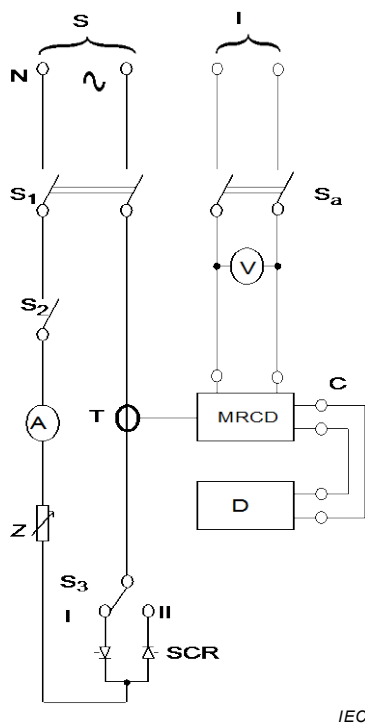 S I
N ∿
S1 Sa
V
S2
C
A T MRCD
D
Z
S3
I II
SCR
IEC